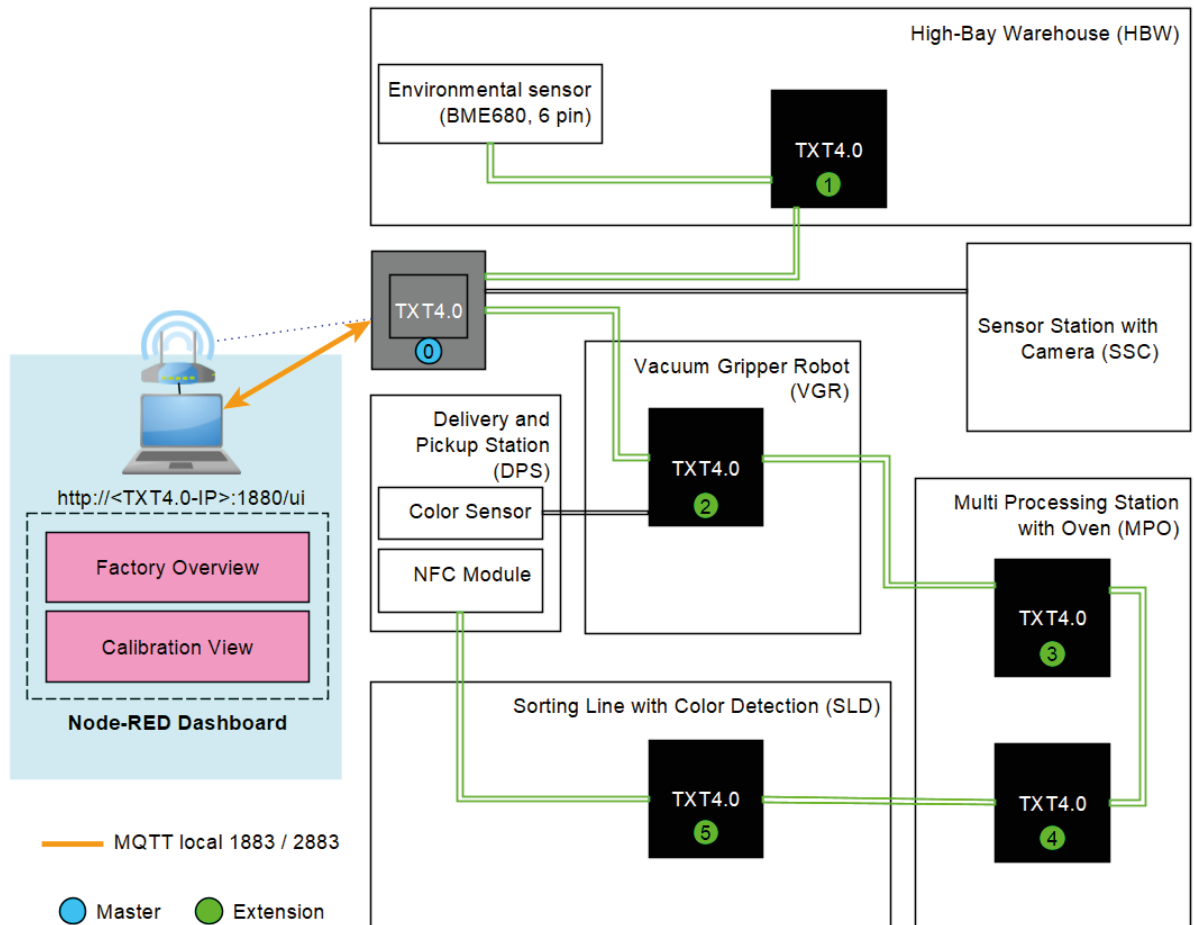 High-Bay Warehouse (HBW)
Environmental sensor
(BME680, 6 pin)
TXT4.0
1
TXT4.0
0
Sensor Station with
Camera (SSC)
Vacuum Gripper Robot
(VGR)
TXT4.0
2
Delivery and
Pickup Station
(DPS)
Color Sensor
NFC Module
Multi Processing Station
with Oven (MPO)
TXT4.0
3
TXT4.0
4
Sorting Line with Color Detection (SLD)
TXT4.0
5
http://<TXT4.0-IP>:1880/ui
Factory Overview
Calibration View
Node-RED Dashboard
MQTT local 1883 / 2883
Master
Extension